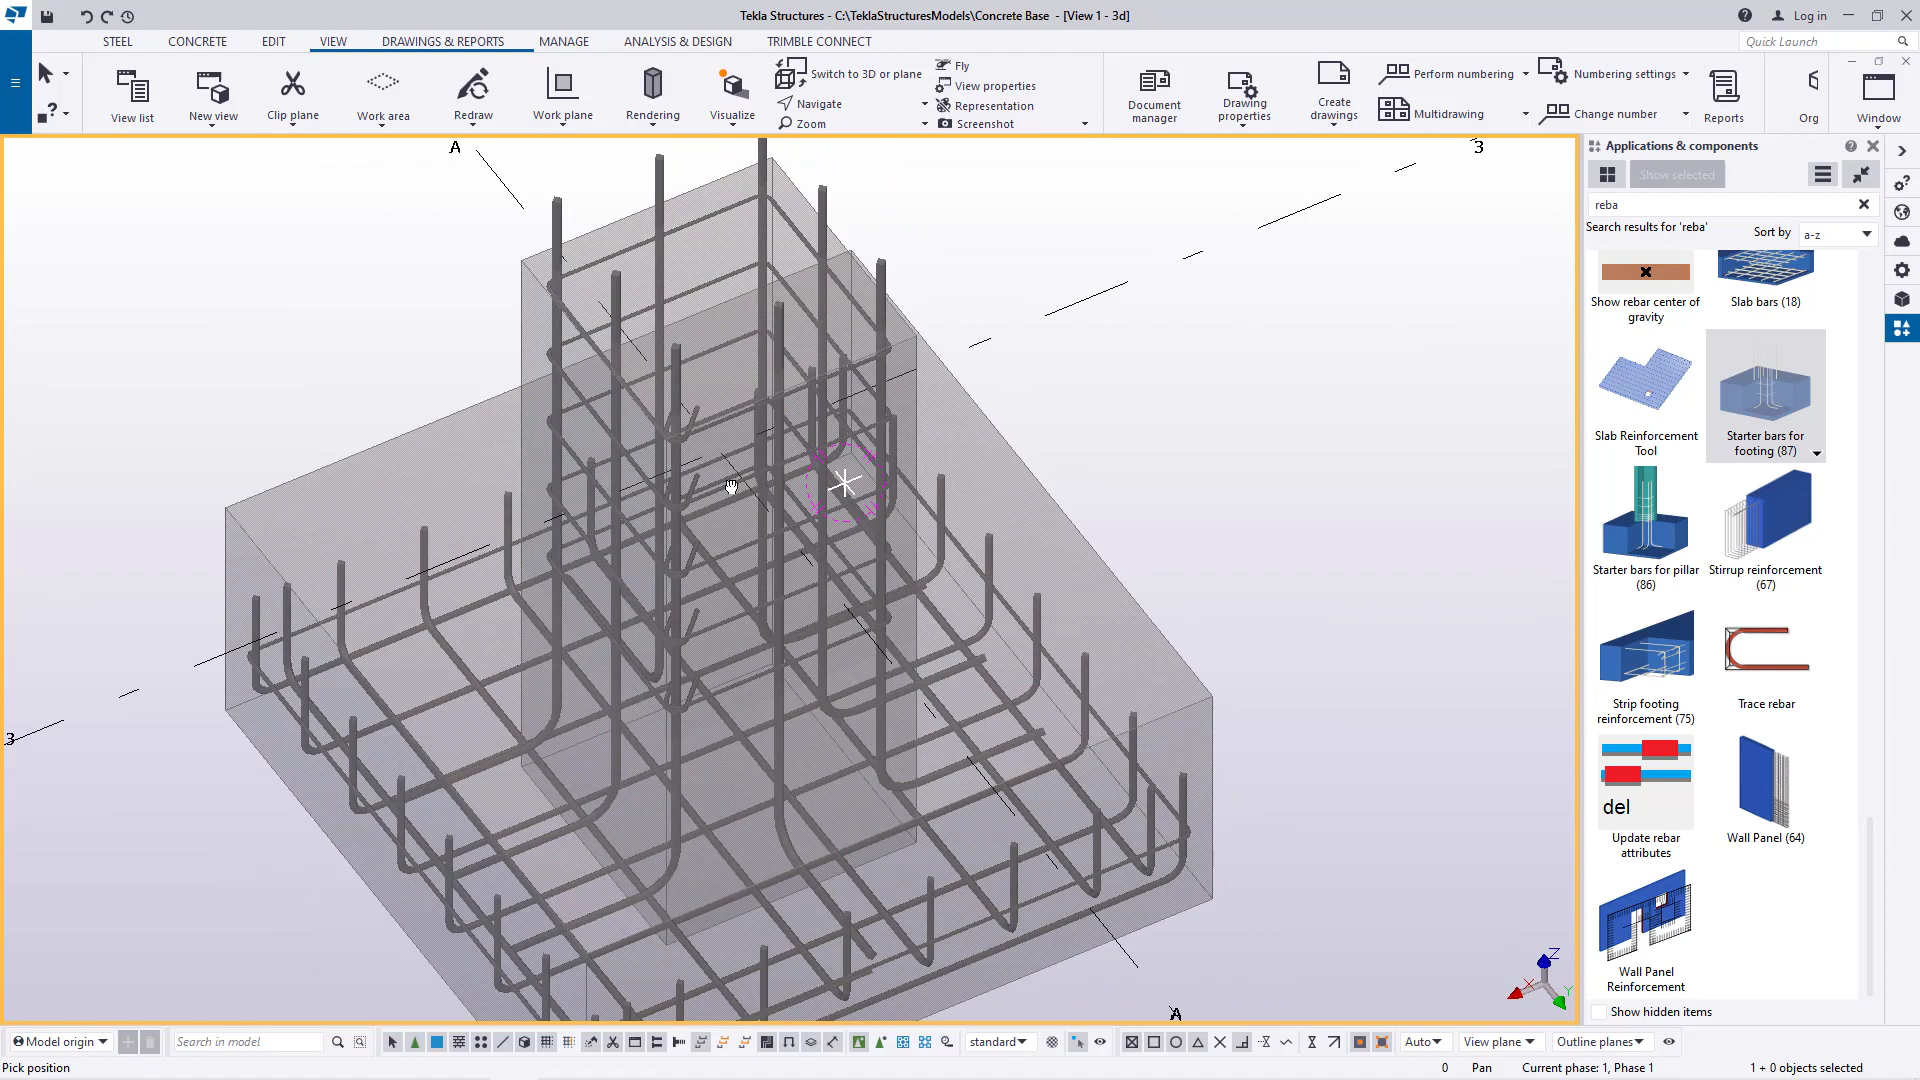 Tekla Structures - C:\TeklaStructuresModels\Concrete Base - [View 1 - 3d]
Log in
STEEL
CONCRETE
EDIT
VIEW
DRAWINGS & REPORTS
MANAGE
ANALYSIS & DESIGN
TRIMBLE CONNECT
Quick Launch
View list
New view
Clip plane
Work area
Redraw
Work plane
Rendering
Visualize
Switch to 3D or plane
Navigate
Zoom
Fly
View properties
Representation
Screenshot
Document manager
Drawing properties
Create drawings
Perform numbering
Multidrawing
Numbering settings
Change number
Reports
Org
Window
A
3
3
A
Z
X
Y
Applications & components
Show selected
reba
Search results for 'reba'
Sort by
a-z
Show rebar center of gravity
Slab bars (18)
Slab Reinforcement Tool
Starter bars for footing (87)
Starter bars for pillar (86)
Stirrup reinforcement (67)
Strip footing reinforcement (75)
Trace rebar
del
Update rebar attributes
Wall Panel (64)
Wall Panel Reinforcement
Show hidden items
Model origin
Search in model
standard
Auto
View plane
Outline planes
Pick position
0
Pan
Current phase: 1, Phase 1
1 + 0 objects selected